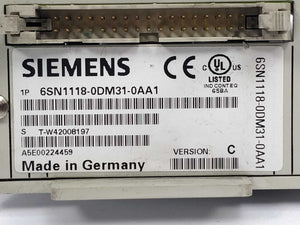 SIEMENS
CE
UL
LISTED
IND CONT EQ
65BA
1P 6SN1118-0DM31-0AA1
S T-W42008197
A5E00224459
VERSION: C
Made in Germany
6SN1118-0DM31-0AA1